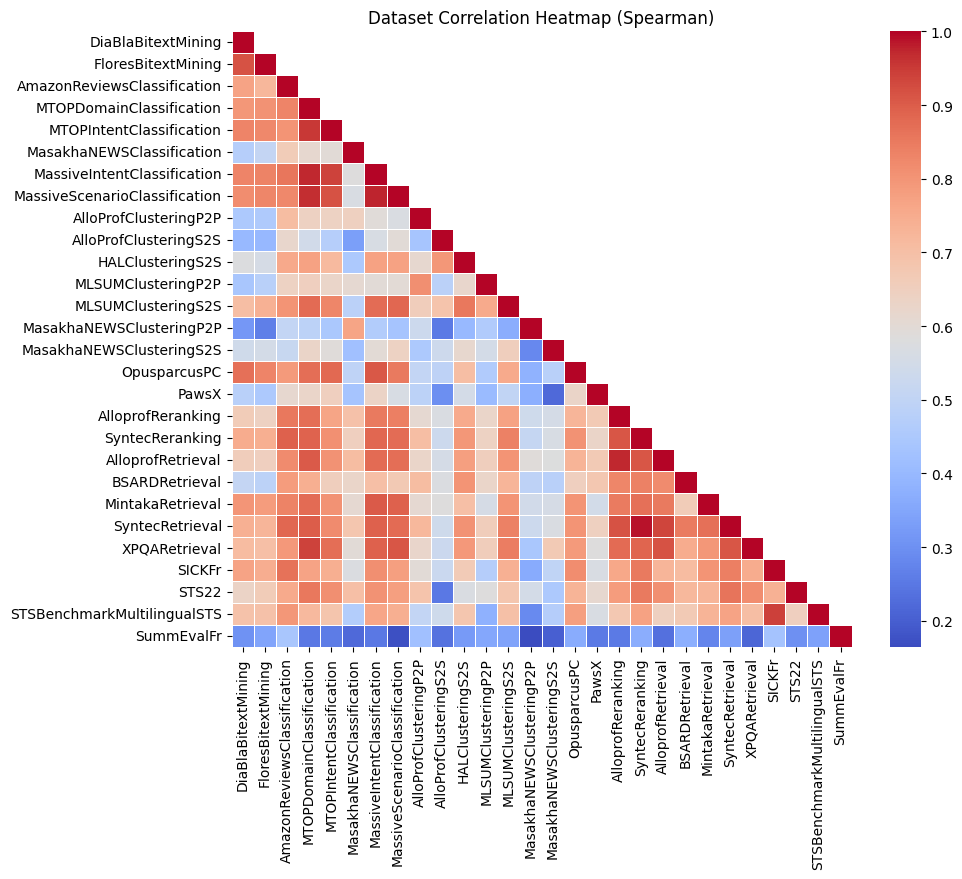 Dataset Correlation Heatmap (Spearman)
DiaBlaBitextMining
FloresBitextMining
AmazonReviewsClassification
MTOPDomainClassification
MTOPIntentClassification
MasakhaNEWSClassification
MassiveIntentClassification
MassiveScenarioClassification
AlloProfClusteringP2P
AlloProfClusteringS2S
HALClusteringS2S
MLSUMClusteringP2P
MLSUMClusteringS2S
MasakhaNEWSClusteringP2P
MasakhaNEWSClusteringS2S
OpusparcusPC
PawsX
AlloprofReranking
SyntecReranking
AlloprofRetrieval
BSARDRetrieval
MintakaRetrieval
SyntecRetrieval
XPQARetrieval
SICKFr
STS22
STSBenchmarkMultilingualSTS
SummEvalFr
DiaBlaBitextMining
FloresBitextMining
AmazonReviewsClassification
MTOPDomainClassification
MTOPIntentClassification
MasakhaNEWSClassification
MassiveIntentClassification
MassiveScenarioClassification
AlloProfClusteringP2P
AlloProfClusteringS2S
HALClusteringS2S
MLSUMClusteringP2P
MLSUMClusteringS2S
MasakhaNEWSClusteringP2P
MasakhaNEWSClusteringS2S
OpusparcusPC
PawsX
AlloprofReranking
SyntecReranking
AlloprofRetrieval
BSARDRetrieval
MintakaRetrieval
SyntecRetrieval
XPQARetrieval
SICKFr
STS22
STSBenchmarkMultilingualSTS
SummEvalFr
1.0
0.9
0.8
0.7
0.6
0.5
0.4
0.3
0.2